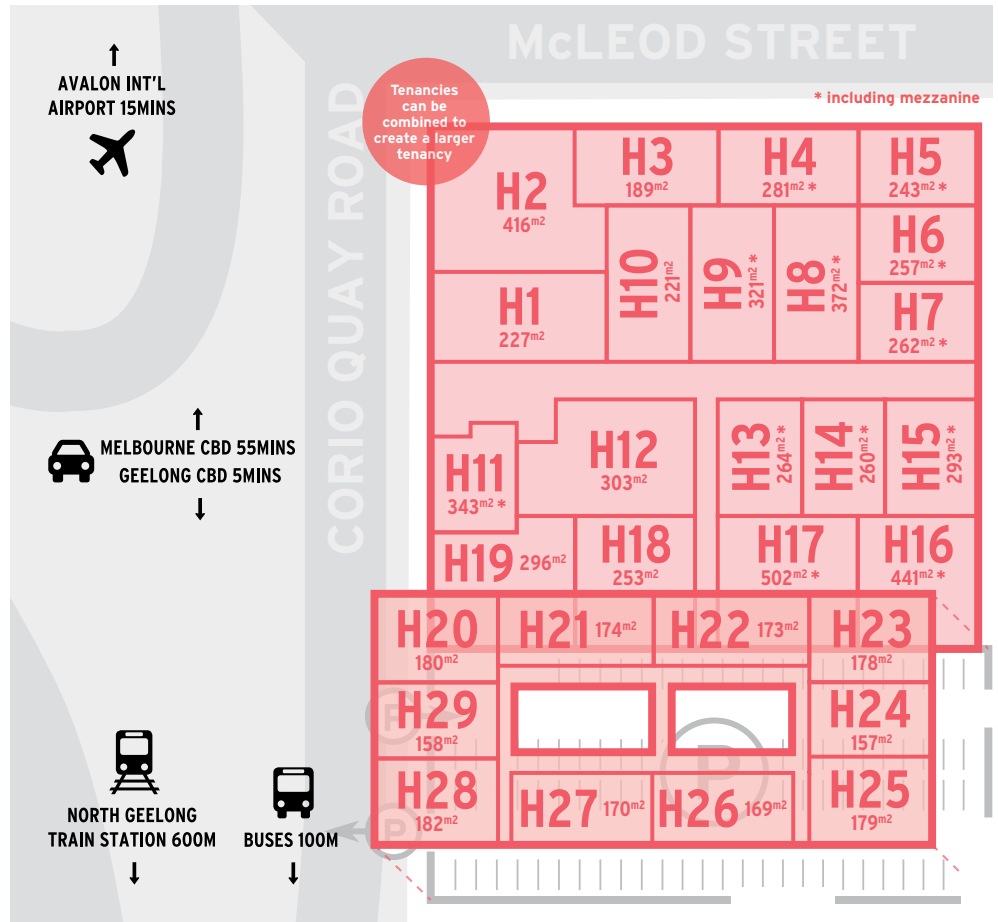 McLEOD STREET
AVALON INT'L
AIRPORT 15MINS
Tenancies
can be
combined to
create a larger
tenancy
* including mezzanine
CORIO QUAY ROAD
H2
416m2
H3
189m2
H4
281m2 *
H5
243m2 *
H10
221m2
H9
321m2 *
H8
372m2 *
H6
257m2 *
H1
227m2
H7
262m2 *
MELBOURNE CBD 55MINS
GEELONG CBD 5MINS
H11
343m2 *
H12
303m2
H13
264m2 *
H14
260m2 *
H15
293m2 *
H19 296m2
H18
253m2
H17
502m2 *
H16
441m2 *
H20
180m2
H21 174m2
H22 173m2
H23
178m2
H29
158m2
P
P
H24
157m2
H28
182m2
P
H27 170m2
H26 169m2
H25
179m2
NORTH GEELONG
TRAIN STATION 600M
BUSES 100M